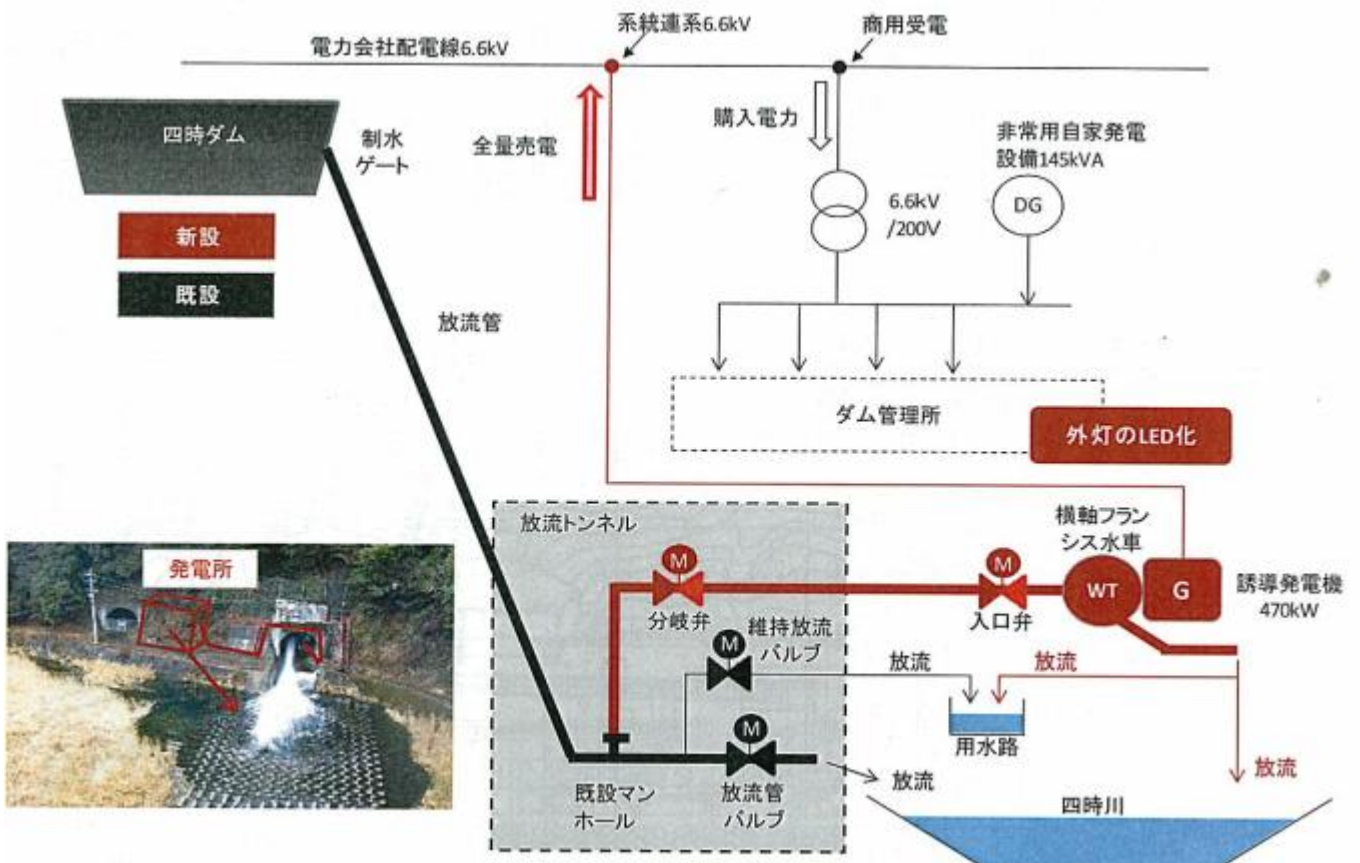 系統連系6.6kV
商用受電
電力会社配電線6.6kV
四時ダム
制水
ゲート
全量売電
購入電力
非常用自家発電
設備145kVA
DG
6.6kV
/200V
新設
既設
放流管
ダム管理所
外灯のLED化
放流トンネル
横軸フラン
シス水車
発電所
M
M
WT
G
誘導発電機
470kW
分岐弁
入口弁
維持放流
バルブ
M
放流
放流
M
用水路
既設マン
ホール
放流管
バルブ
放流
放流
四時川